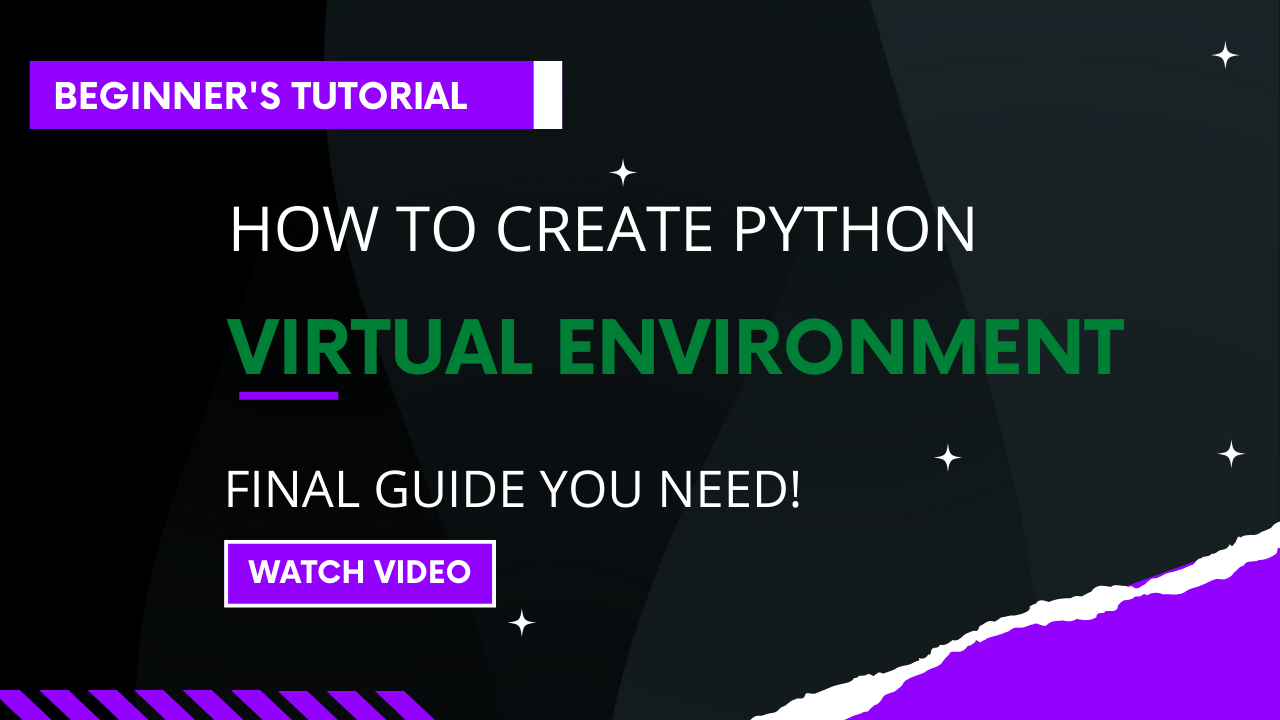 BEGINNER'S TUTORIAL
HOW TO CREATE PYTHON
VIRTUAL ENVIRONMENT
FINAL GUIDE YOU NEED!
WATCH VIDEO